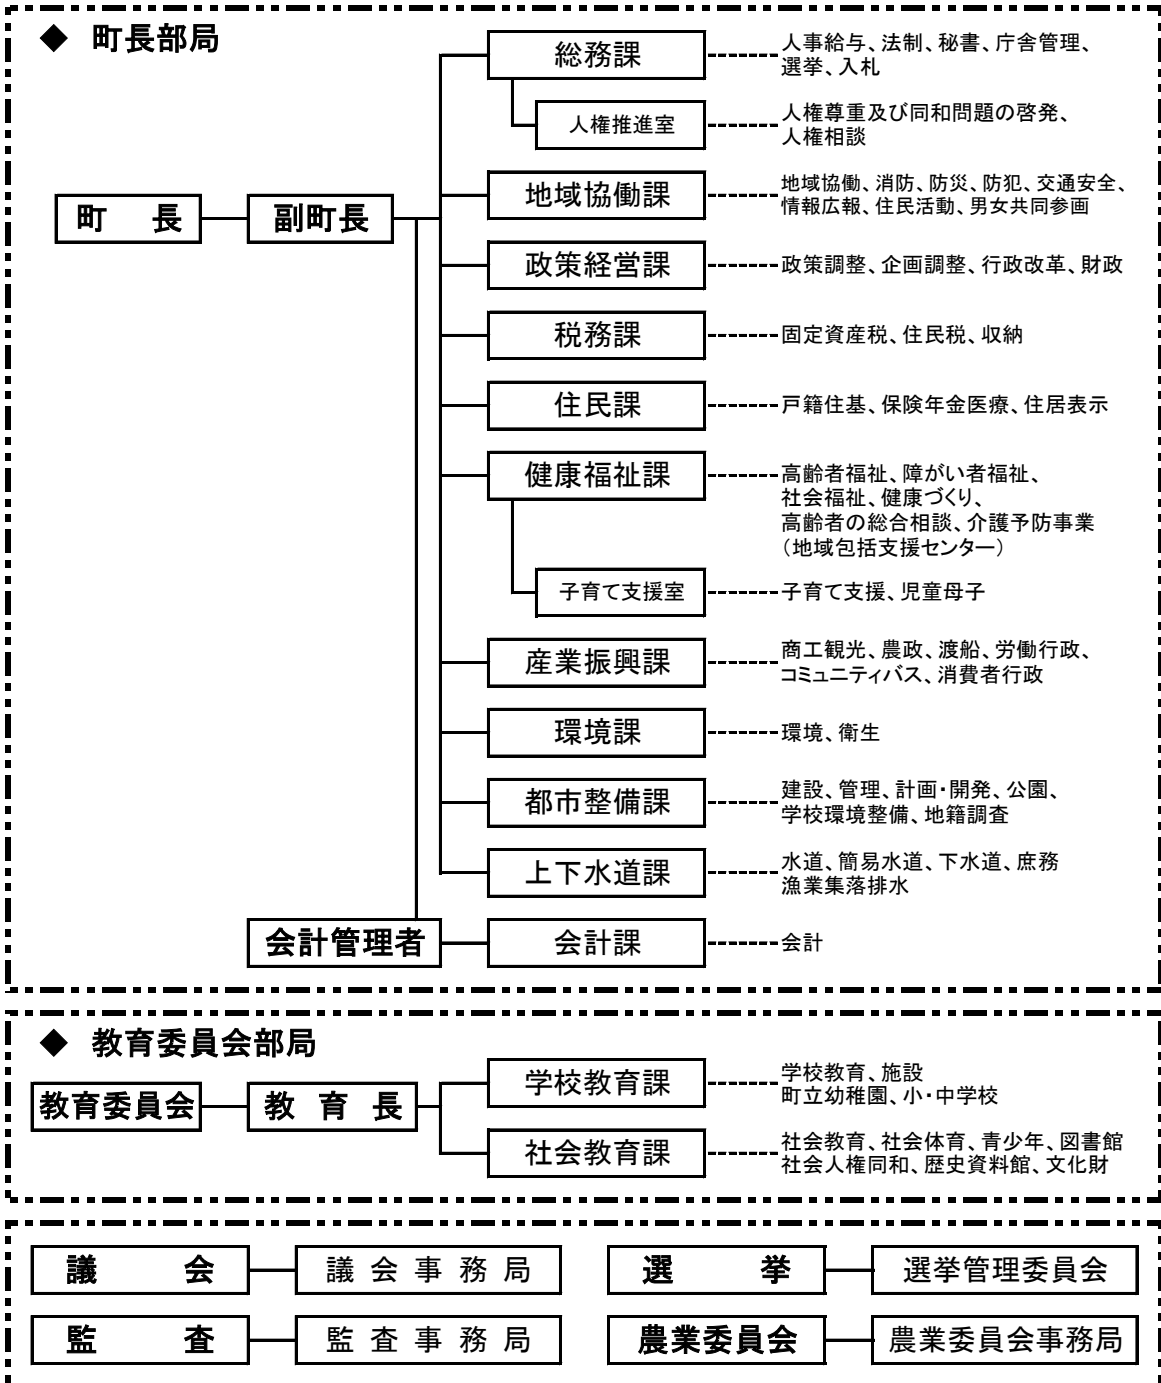 ◆ 町長部局
総務課
人事給与、法制、秘書、庁舎管理、
選挙、入札
人権推進室
人権尊重及び同和問題の啓発、
人権相談
町 長
副町長
地域協働課
地域協働、消防、防災、防犯、交通安全、
情報広報、住民活動、男女共同参画
政策経営課
政策調整、企画調整、行政改革、財政
税務課
固定資産税、住民税、収納
住民課
戸籍住基、保険年金医療、住居表示
健康福祉課
高齢者福祉、障がい者福祉、
社会福祉、健康づくり、
高齢者の総合相談、介護予防事業
（地域包括支援センター）
子育て支援室
子育て支援、児童母子
産業振興課
商工観光、農政、渡船、労働行政、
コミュニティバス、消費者行政
環境課
環境、衛生
都市整備課
建設、管理、計画・開発、公園、
学校環境整備、地籍調査
上下水道課
水道、簡易水道、下水道、庶務
漁業集落排水
会計管理者
会計課
会計
◆ 教育委員会部局
教育委員会
教 育 長
学校教育課
学校教育、施設
町立幼稚園、小・中学校
社会教育課
社会教育、社会体育、青少年、図書館
社会人権同和、歴史資料館、文化財
議 会
議 会 事 務 局
選 挙
選挙管理委員会
監 査
監 査 事 務 局
農業委員会
農業委員会事務局